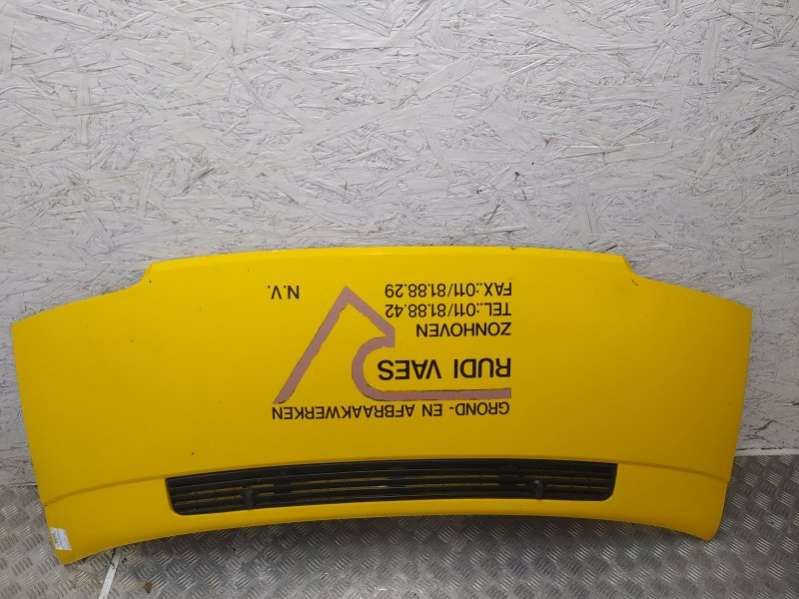 GROND- EN AFBRAAKWERKEN
RUDI VAES
ZONHOVEN
TEL.:011/81.88.42
FAX.:011/81.88.29
N.V.